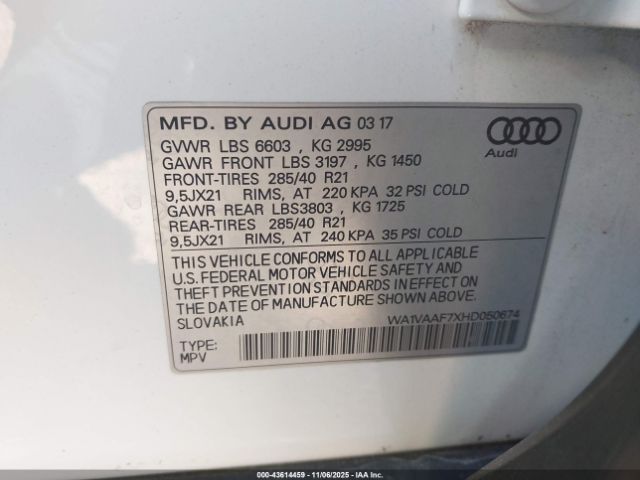 MFD. BY AUDI AG 03 17
GVWR LBS 6603 , KG 2995
GAWR FRONT LBS 3197 , KG 1450
FRONT-TIRES 285/40 R21
9,5JX21 RIMS, AT 220 KPA 32 PSI COLD
GAWR REAR LBS3803 , KG 1725
REAR-TIRES 285/40 R21
9,5JX21 RIMS, AT 240 KPA 35 PSI COLD
Audi
THIS VEHICLE CONFORMS TO ALL APPLICABLE
U.S. FEDERAL MOTOR VEHICLE SAFETY AND
THEFT PREVENTION STANDARDS IN EFFECT ON
THE DATE OF MANUFACTURE SHOWN ABOVE.
SLOVAKIA WA1VAAF7XHD050674
TYPE:
MPV
© 43614459 - 11/06/2025 - IAA Inc.